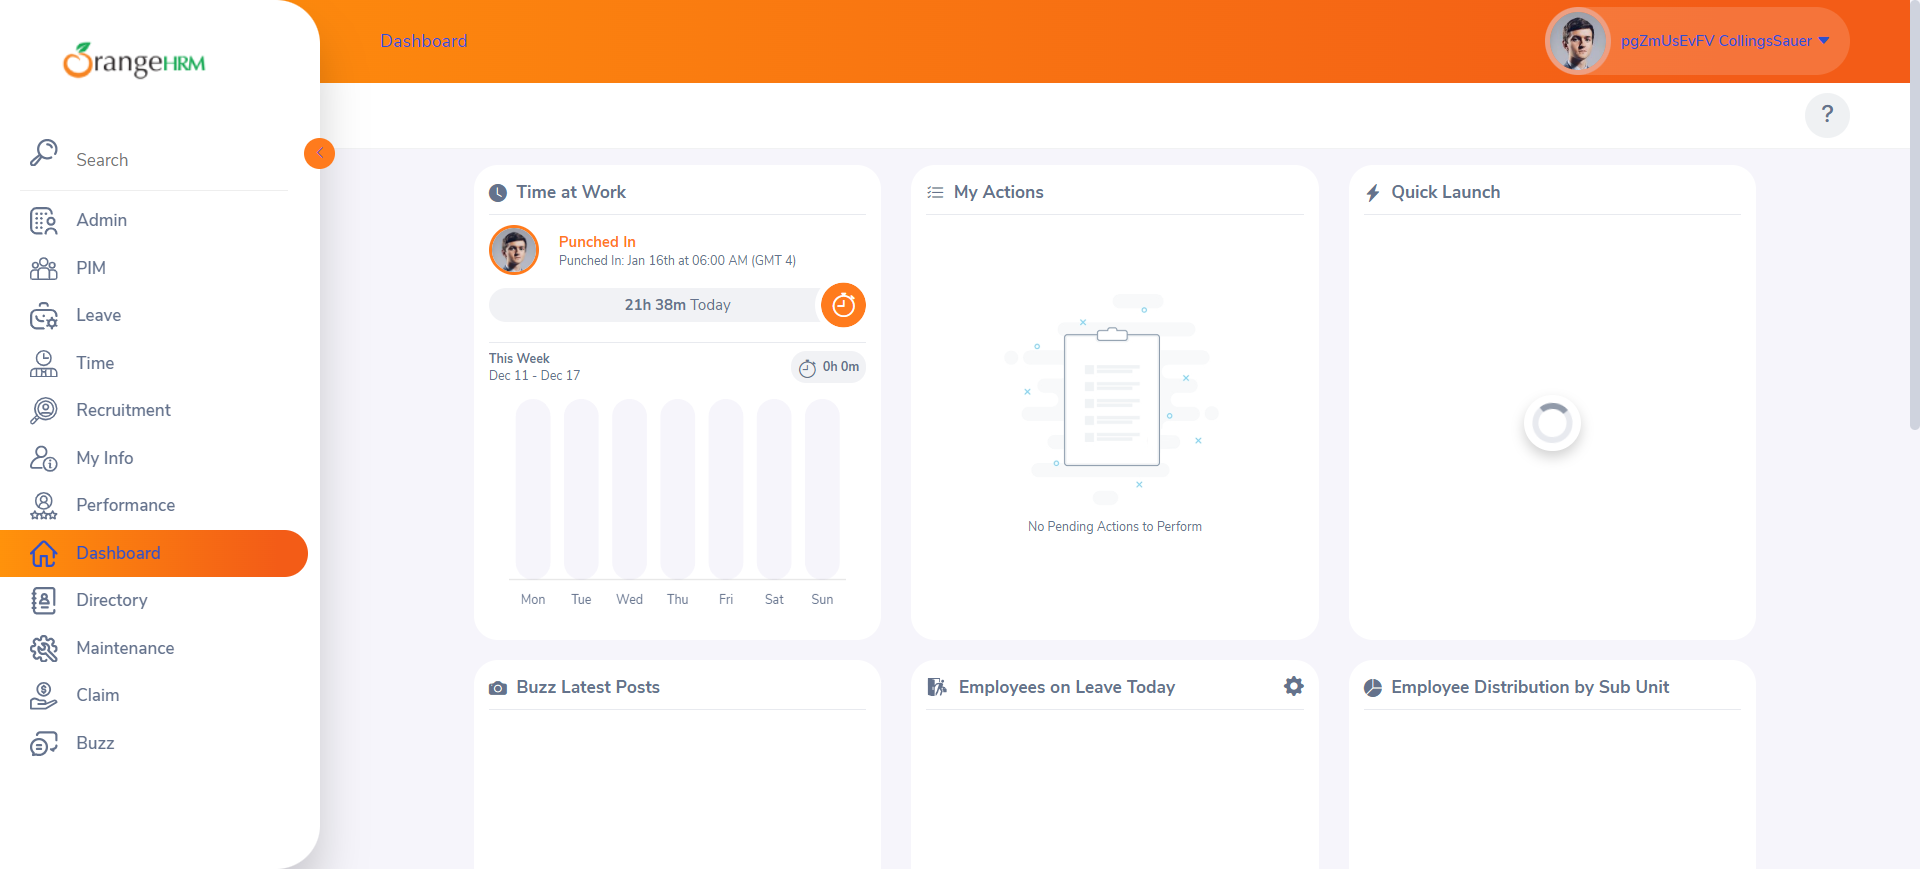 OrangeHRM
Dashboard
pgZmUsEvFV CollingsSauer
?
Search
Admin
PIM
Leave
Time
Recruitment
My Info
Performance
Dashboard
Directory
Maintenance
Claim
Buzz
Time at Work
Punched In
Punched In: Jan 16th at 06:00 AM (GMT 4)
21h 38m Today
This Week
Dec 11 - Dec 17
0h 0m
Mon Tue Wed Thu Fri Sat Sun
My Actions
No Pending Actions to Perform
Quick Launch
Buzz Latest Posts
Employees on Leave Today
Employee Distribution by Sub Unit